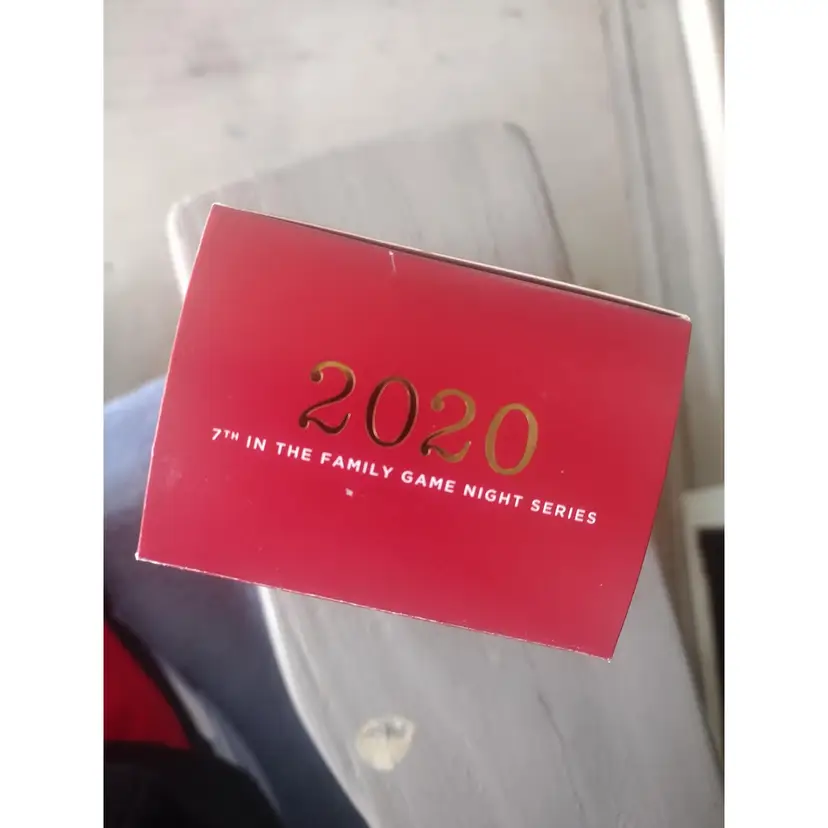 2020
7TH IN THE FAMILY GAME NIGHT SERIES